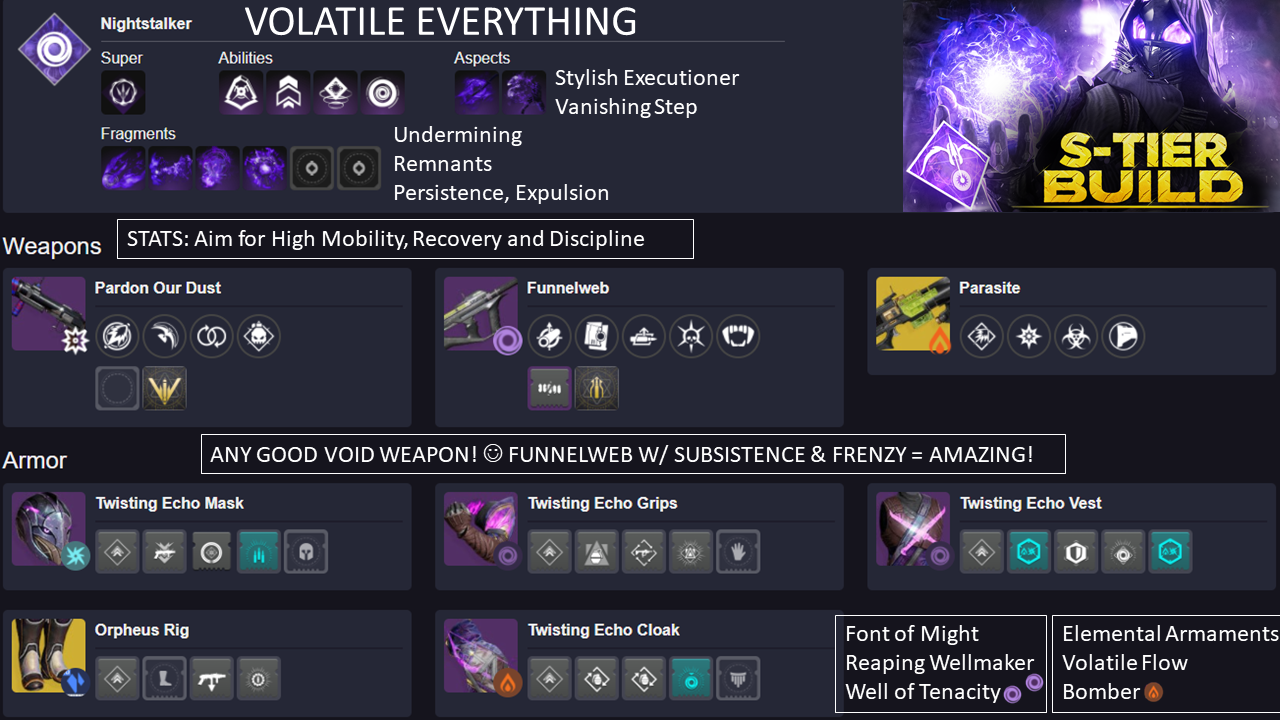 Nightstalker
VOLATILE EVERYTHING
Super
Abilities
Aspects
Stylish Executioner
Vanishing Step
Fragments
Undermining
Remnants
Persistence, Expulsion
S-TIER
BUILD
Weapons
STATS: Aim for High Mobility, Recovery and Discipline
Pardon Our Dust
Funnelweb
Parasite
Armor
ANY GOOD VOID WEAPON! ☺ FUNNELWEB W/ SUBSISTENCE & FRENZY = AMAZING!
Twisting Echo Mask
Twisting Echo Grips
Twisting Echo Vest
Orpheus Rig
Twisting Echo Cloak
Font of Might
Reaping Wellmaker
Well of Tenacity
Elemental Armaments
Volatile Flow
Bomber